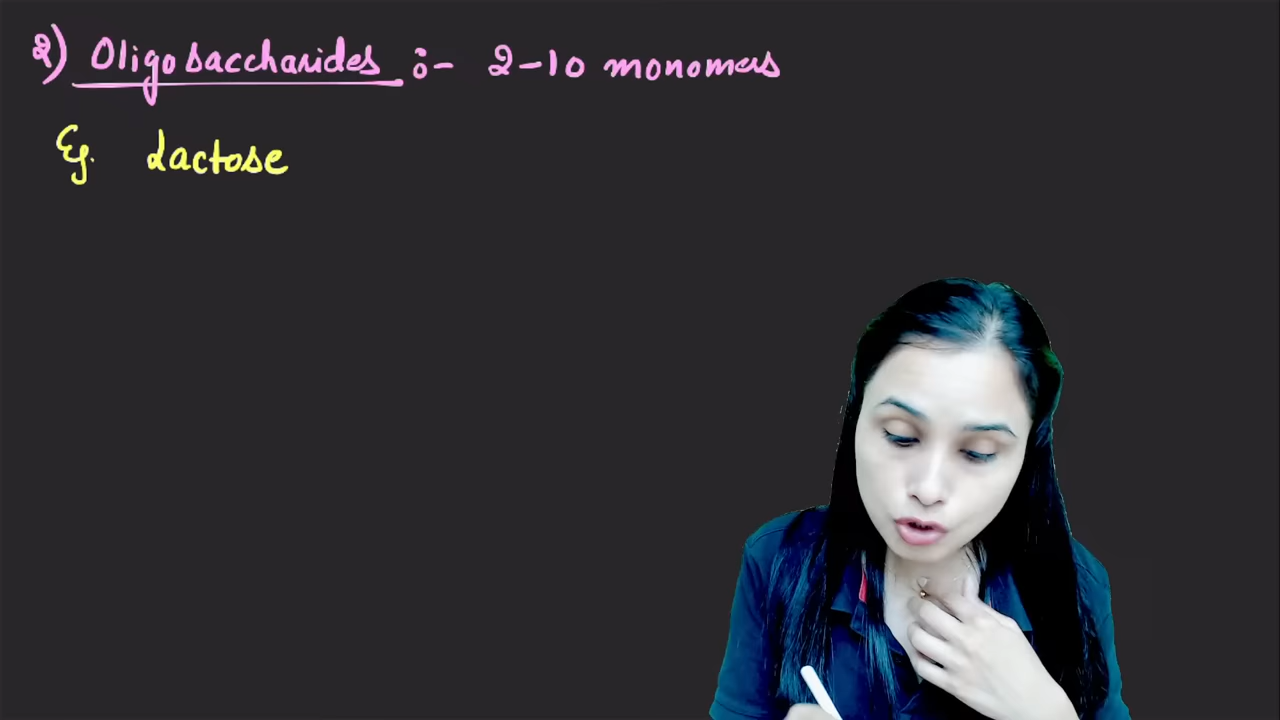 2) Oligosaccharides :- 2-10 monomers
Eg. Lactose